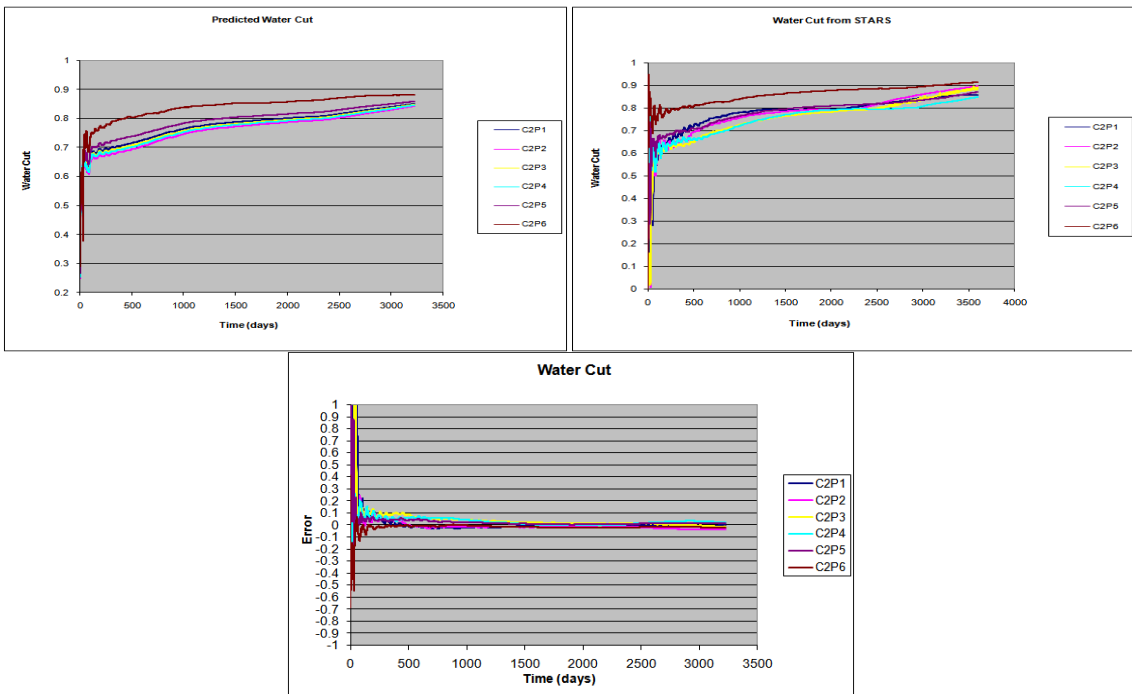 Predicted Water Cut
1
0.9
0.8
0.7
0.6
0.5
0.4
0.3
0.2
Water Cut
0 500 1000 1500 2000 2500 3000 3500
Time (days)
C2P1
C2P2
C2P3
C2P4
C2P5
C2P6
Water Cut from STARS
1
0.9
0.8
0.7
0.6
0.5
0.4
0.3
0.2
0.1
0
Water Cut
0 500 1000 1500 2000 2500 3000 3500 4000
Time (days)
C2P1
C2P2
C2P3
C2P4
C2P5
C2P6
Water Cut
1
0.9
0.8
0.7
0.6
0.5
0.4
0.3
0.2
0.1
0
-0.1
-0.2
-0.3
-0.4
-0.5
-0.6
-0.7
-0.8
-0.9
-1
Error
0 500 1000 1500 2000 2500 3000 3500
Time (days)
C2P1
C2P2
C2P3
C2P4
C2P5
C2P6